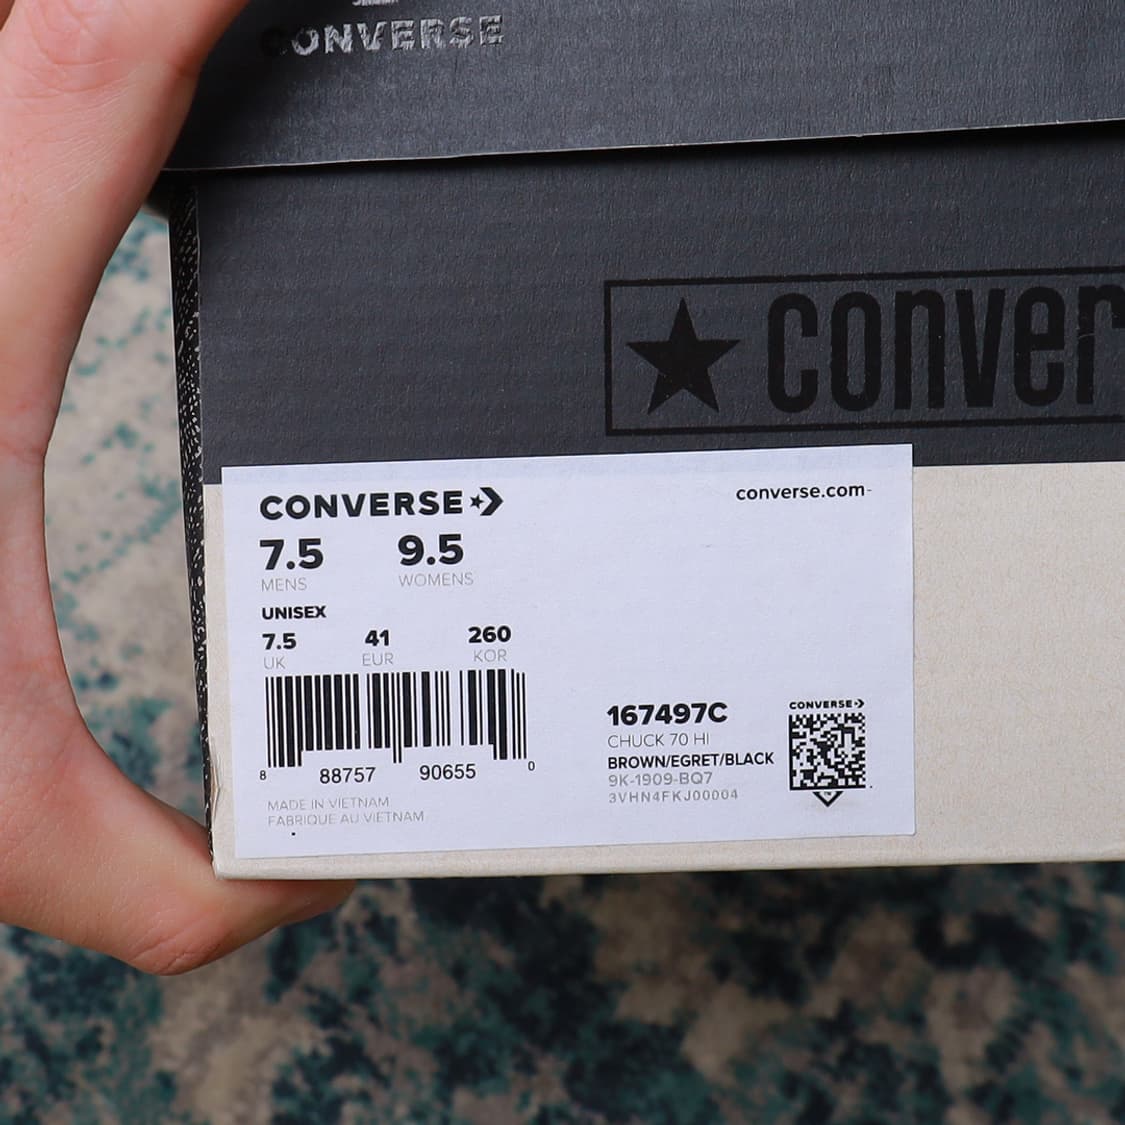 CONVERSE
conver
CONVERSE
converse.com
7.5 9.5
MENS WOMENS
UNISEX
7.5 41 260
UK EUR KOR
8 88757 90655 0
MADE IN VIETNAM
FABRIQUE AU VIETNAM
167497C
CHUCK 70 HI
BROWN/EGRET/BLACK
9K-1909-BQ7
3VHN4FKJ00004
CONVERSE